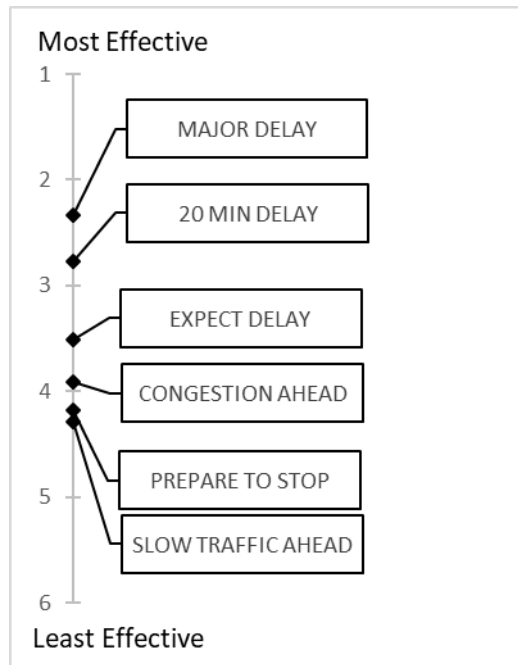 Most Effective
1
MAJOR DELAY
2
20 MIN DELAY
3
EXPECT DELAY
4
CONGESTION AHEAD
PREPARE TO STOP
5
SLOW TRAFFIC AHEAD
6
Least Effective